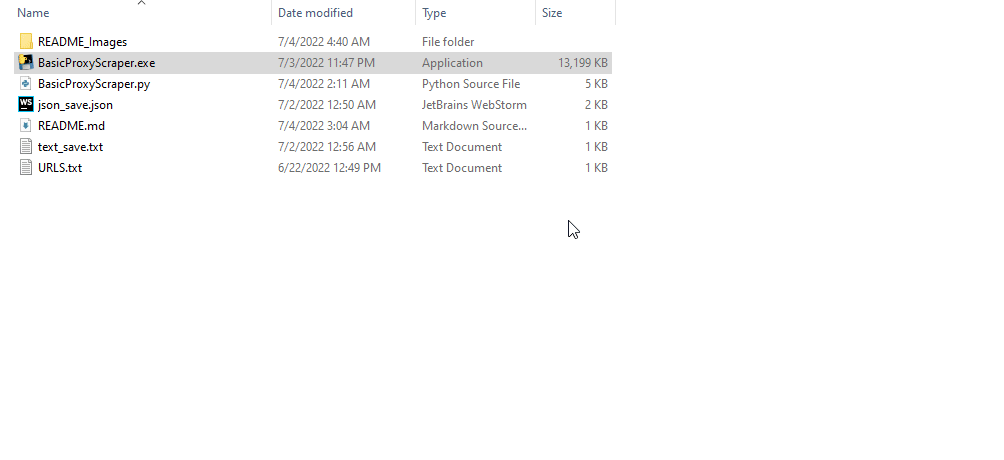 Name Date modified Type Size
README_Images 7/4/2022 4:40 AM File folder
BasicProxyScraper.exe 7/3/2022 11:47 PM Application 13,199 KB
BasicProxyScraper.py 7/4/2022 2:11 AM Python Source File 5 KB
WS json_save.json 7/2/2022 12:50 AM JetBrains WebStorm 2 KB
README.md 7/4/2022 3:04 AM Markdown Source... 1 KB
text_save.txt 7/2/2022 12:56 AM Text Document 1 KB
URLS.txt 6/22/2022 12:49 PM Text Document 1 KB